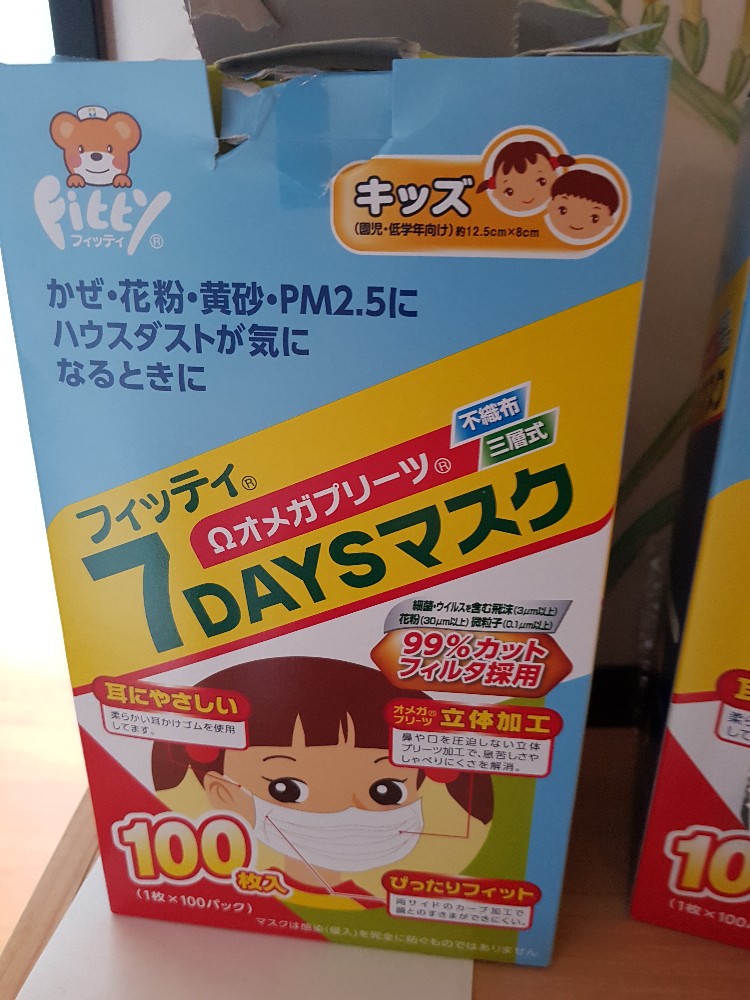 Fitty
フィッティ®
キッズ
(園児・低学年向け)約12.5cm×8cm
かぜ・花粉・黄砂・PM2.5に
ハウスダストが気に
なるときに
不織布
三層式
フィッティ®
Ωオメガプリーツ®
7DAYSマスク
細菌・ウイルスを含む飛沫(3μm以上)
花粉(30μm以上)微粒子(0.1μm以上)
99%カット
フィルタ採用
耳にやさしい
柔らかい耳かけゴムを使用
してます。
オメガ®
プリーツ 立体加工
鼻や口を圧迫しない立体
プリーツ加工で、息苦しさや
しゃべりにくさを解消。
100枚入
(1枚×100パック)
ぴったりフィット
両サイドのカーブ加工で
顔とのすきまができにくい。
マスクは感染(侵入)を完全に防ぐものではありません
耳
柔ら
して
10
(1枚×100